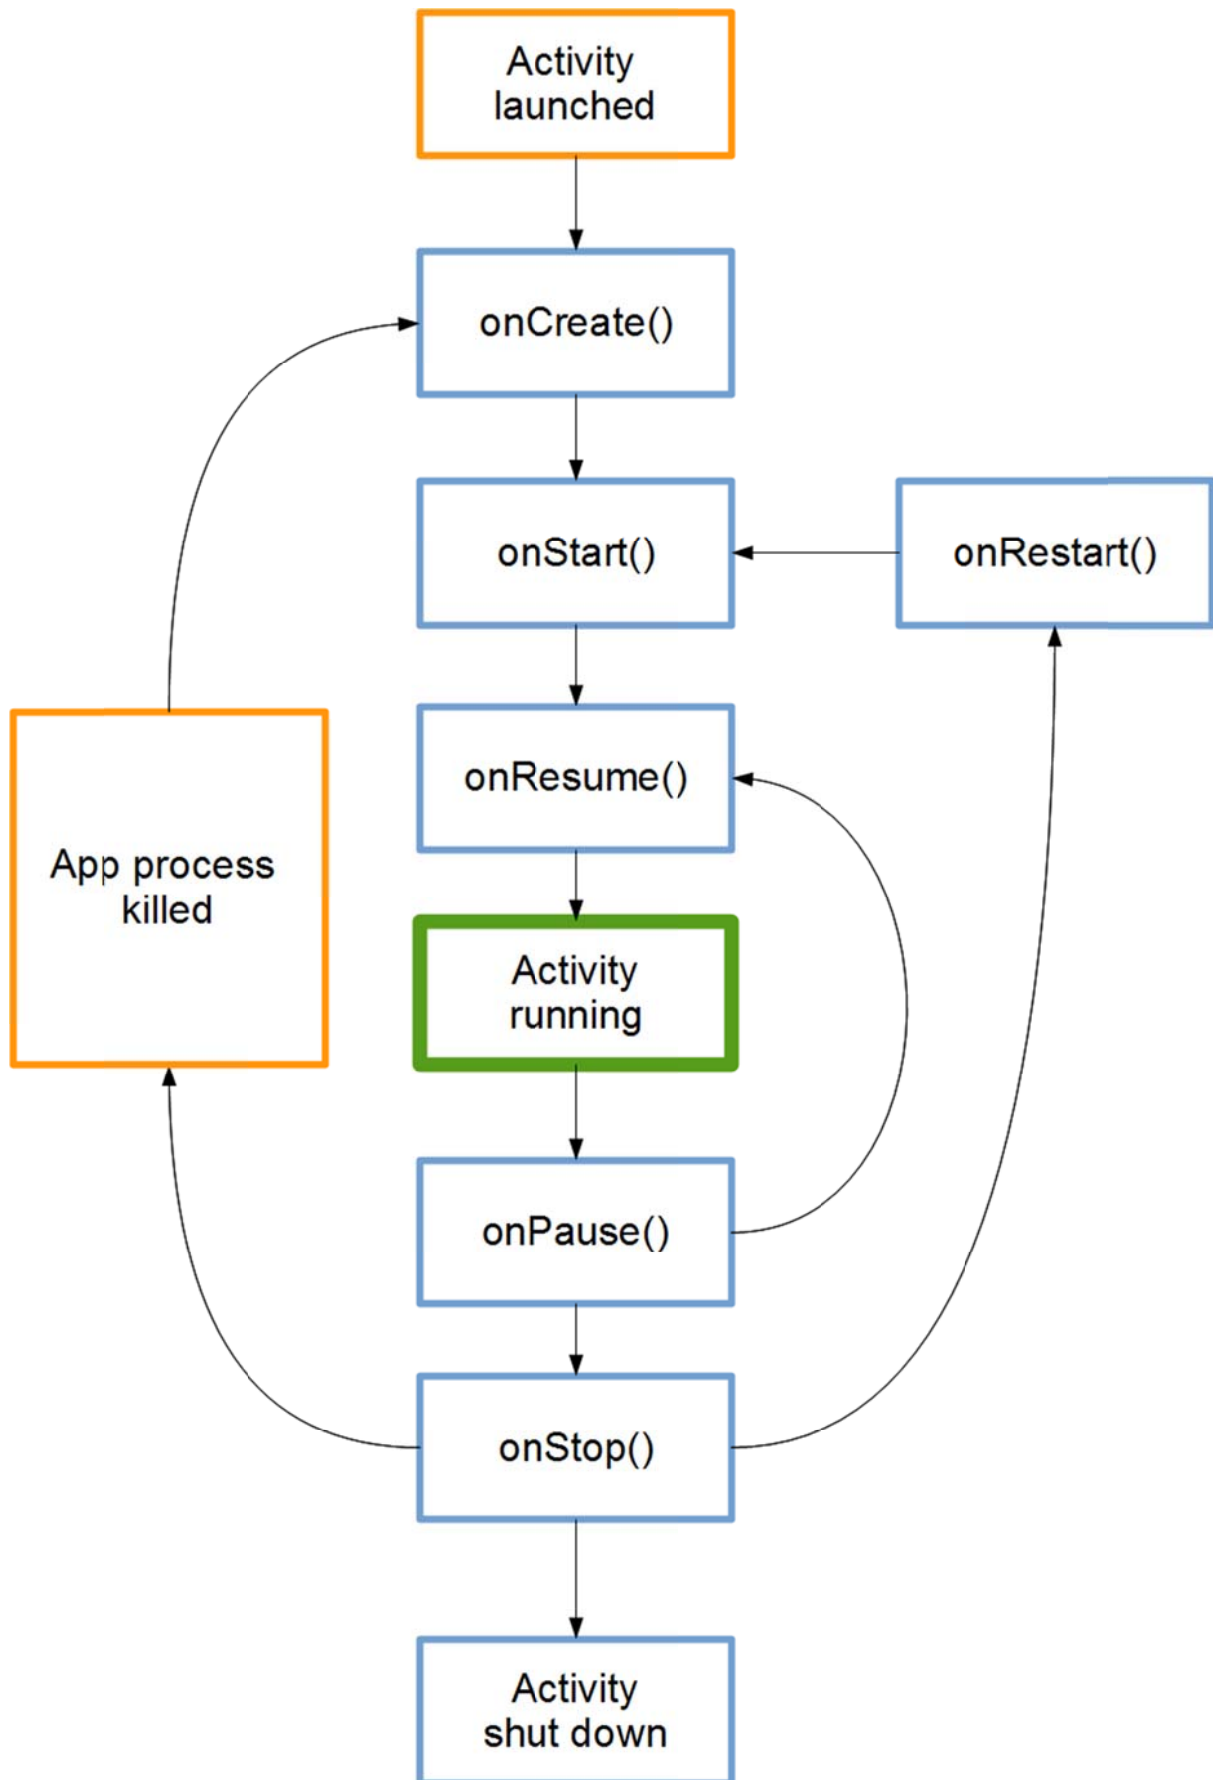 Activity
launched
onCreate()
onStart()
onRestart()
onResume()
App process
killed
Activity
running
onPause()
onStop()
Activity
shut down